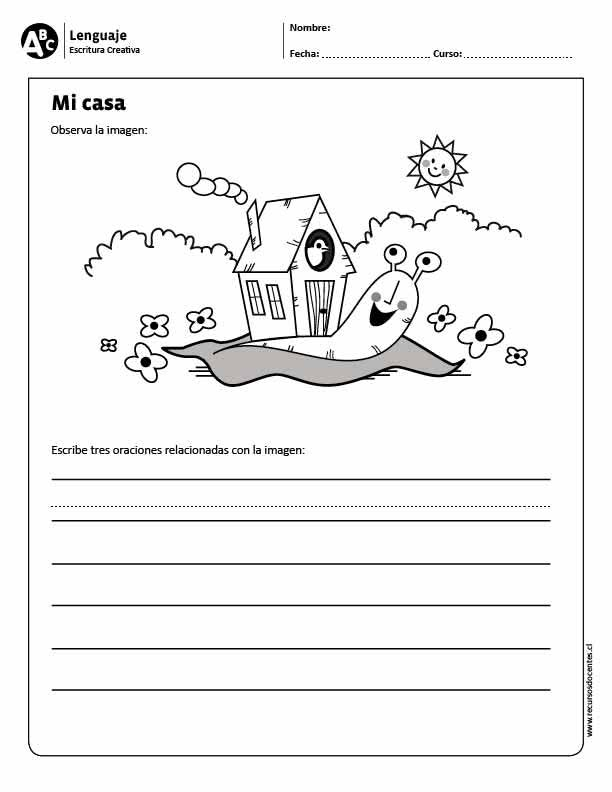 ABC
Lenguaje
Escritura Creativa
Nombre:
Fecha: Curso:
Mi casa
Observa la imagen:
Escribe tres oraciones relacionadas con la imagen:
www.recursosdocentes.cl